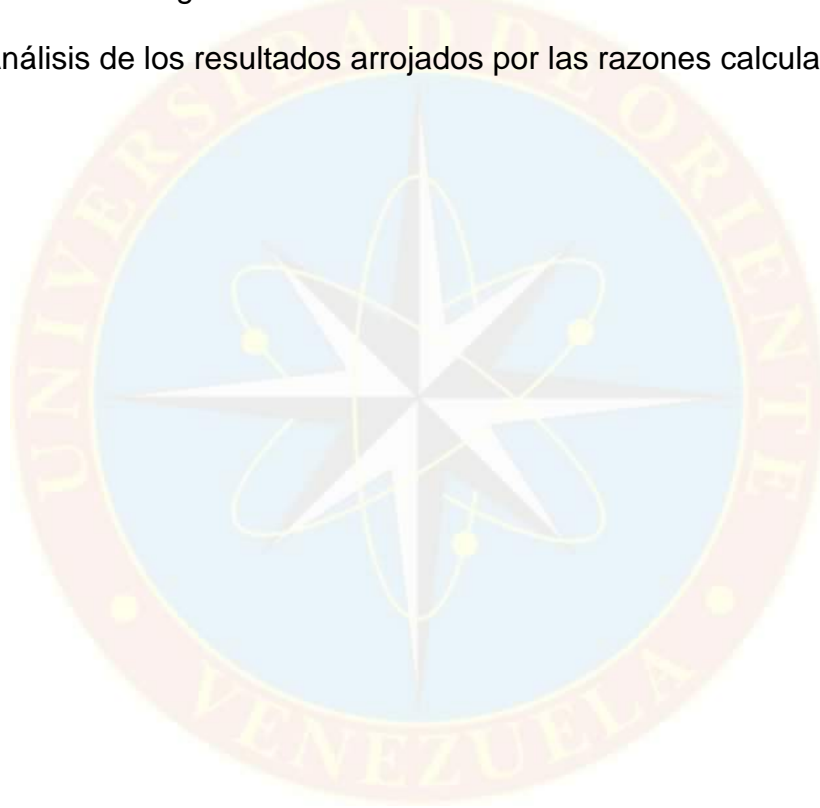 nálisis de los resultados arrojados por las razones calcula
UNIVERSIDAD DE ORIENTE
VENEZUELA